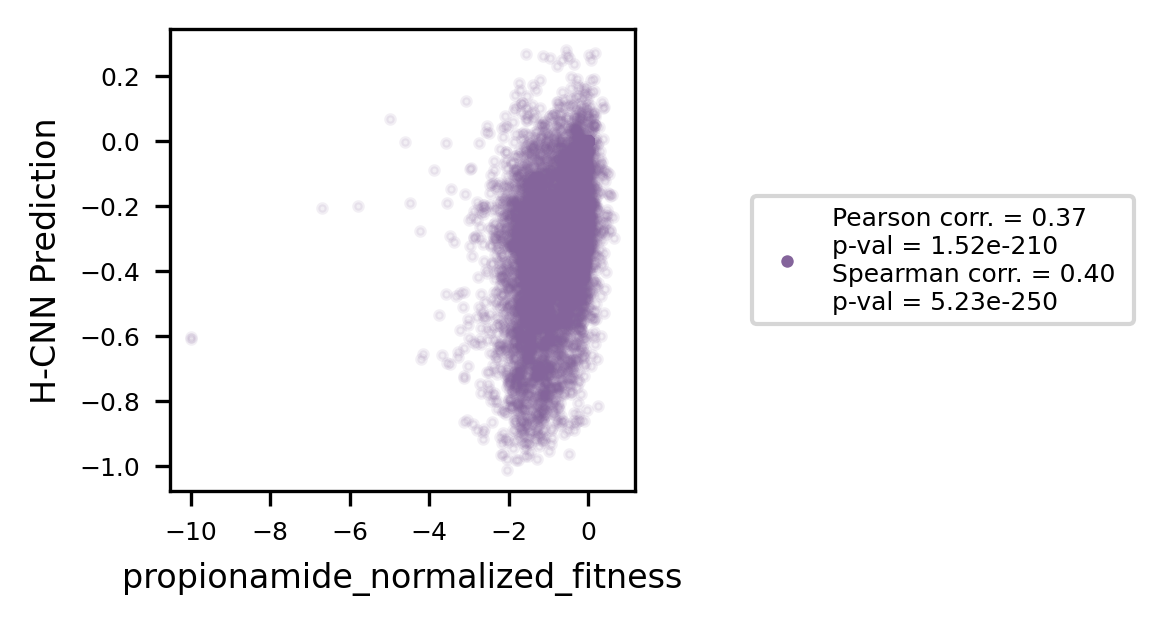 H-CNN Prediction
0.2
0.0
−0.2
−0.4
−0.6
−0.8
−1.0
−10 −8 −6 −4 −2 0
propionamide_normalized_fitness
Pearson corr. = 0.37
p-val = 1.52e-210
Spearman corr. = 0.40
p-val = 5.23e-250